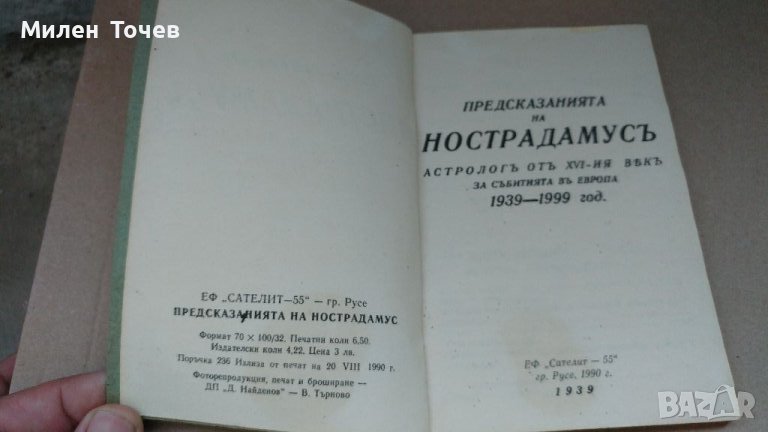 Милен Точев
ЕФ „САТЕЛИТ—55“ — гр. Русе
ПРЕДСКАЗАНИЯТА НА НОСТРАДАМУС
Формат 70 × 100/32. Печатни коли 6,50.
Издателски коли 4,22. Цена 3 лв.
Поръчка 236 Излиза от печат на 20 VIII 1990 г.
Фоторепродукция, печат и броширане —
ДП „Д. Найденов“ — В. Търново
ПРЕДСКАЗАНИЯТА
НА
НОСТРАДАМУСЪ
АСТРОЛОГЪ ОТЪ XVI-ИЯ ВѢКЪ
ЗА СЪБИТИЯТА ВЪ ЕВРОПА
1939—1999 год.
ЕФ „Сателит — 55“
гр. Русе, 1990 г.
1939
BAZAR
bg